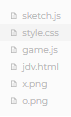 sketch.js
style.css
game.js
jdv.html
x.png
o.png